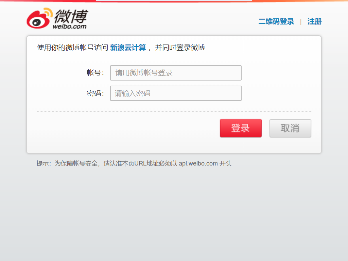 微博
weibo.com
二维码登录 | 注册
使用你的微博帐号访问 新浪云计算，并同时登录微博
帐号： 请用微博帐号登录
密码： 请输入密码
登录 取消
提示：为保障帐号安全，请认准本页URL地址必须以 api.weibo.com 开头